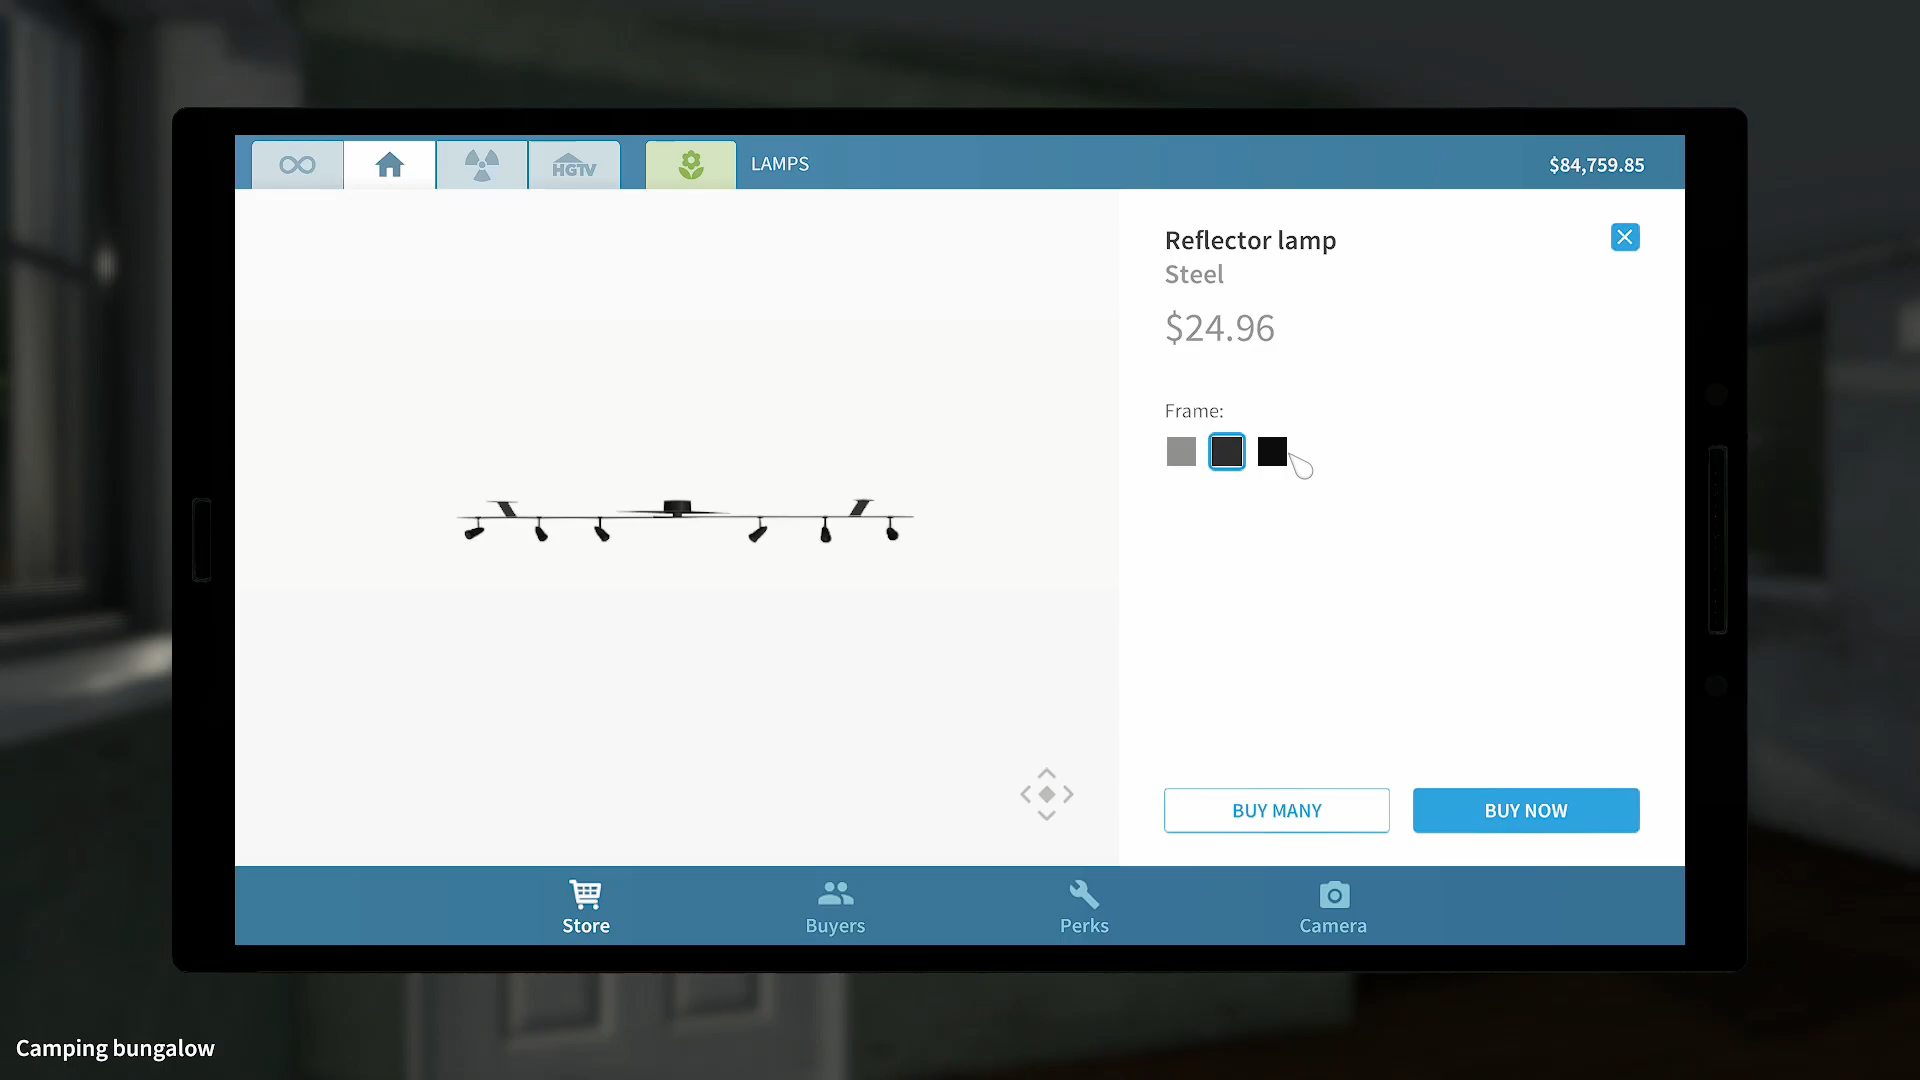 HGTV
LAMPS
$84,759.85
Reflector lamp
Steel
$24.96
Frame:
BUY MANY
BUY NOW
Store
Buyers
Perks
Camera
Camping bungalow